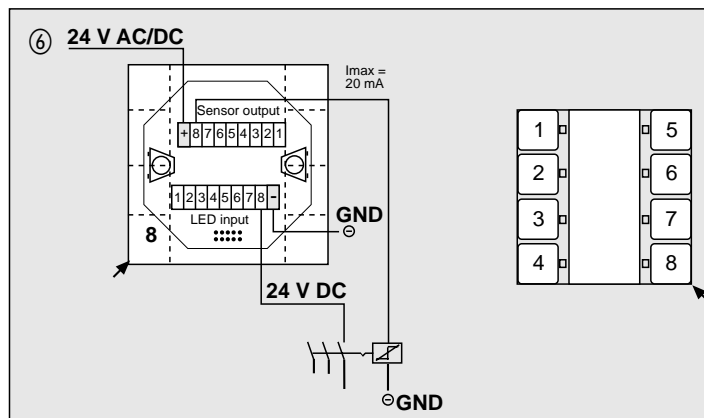 6 24 V AC/DC
Imax =
20 mA
Sensor output
+ 8 7 6 5 4 3 2 1
1 2 3 4 5 6 7 8 -
LED input
GND
8
24 V DC
GND
1 5
2 6
3 7
4 8